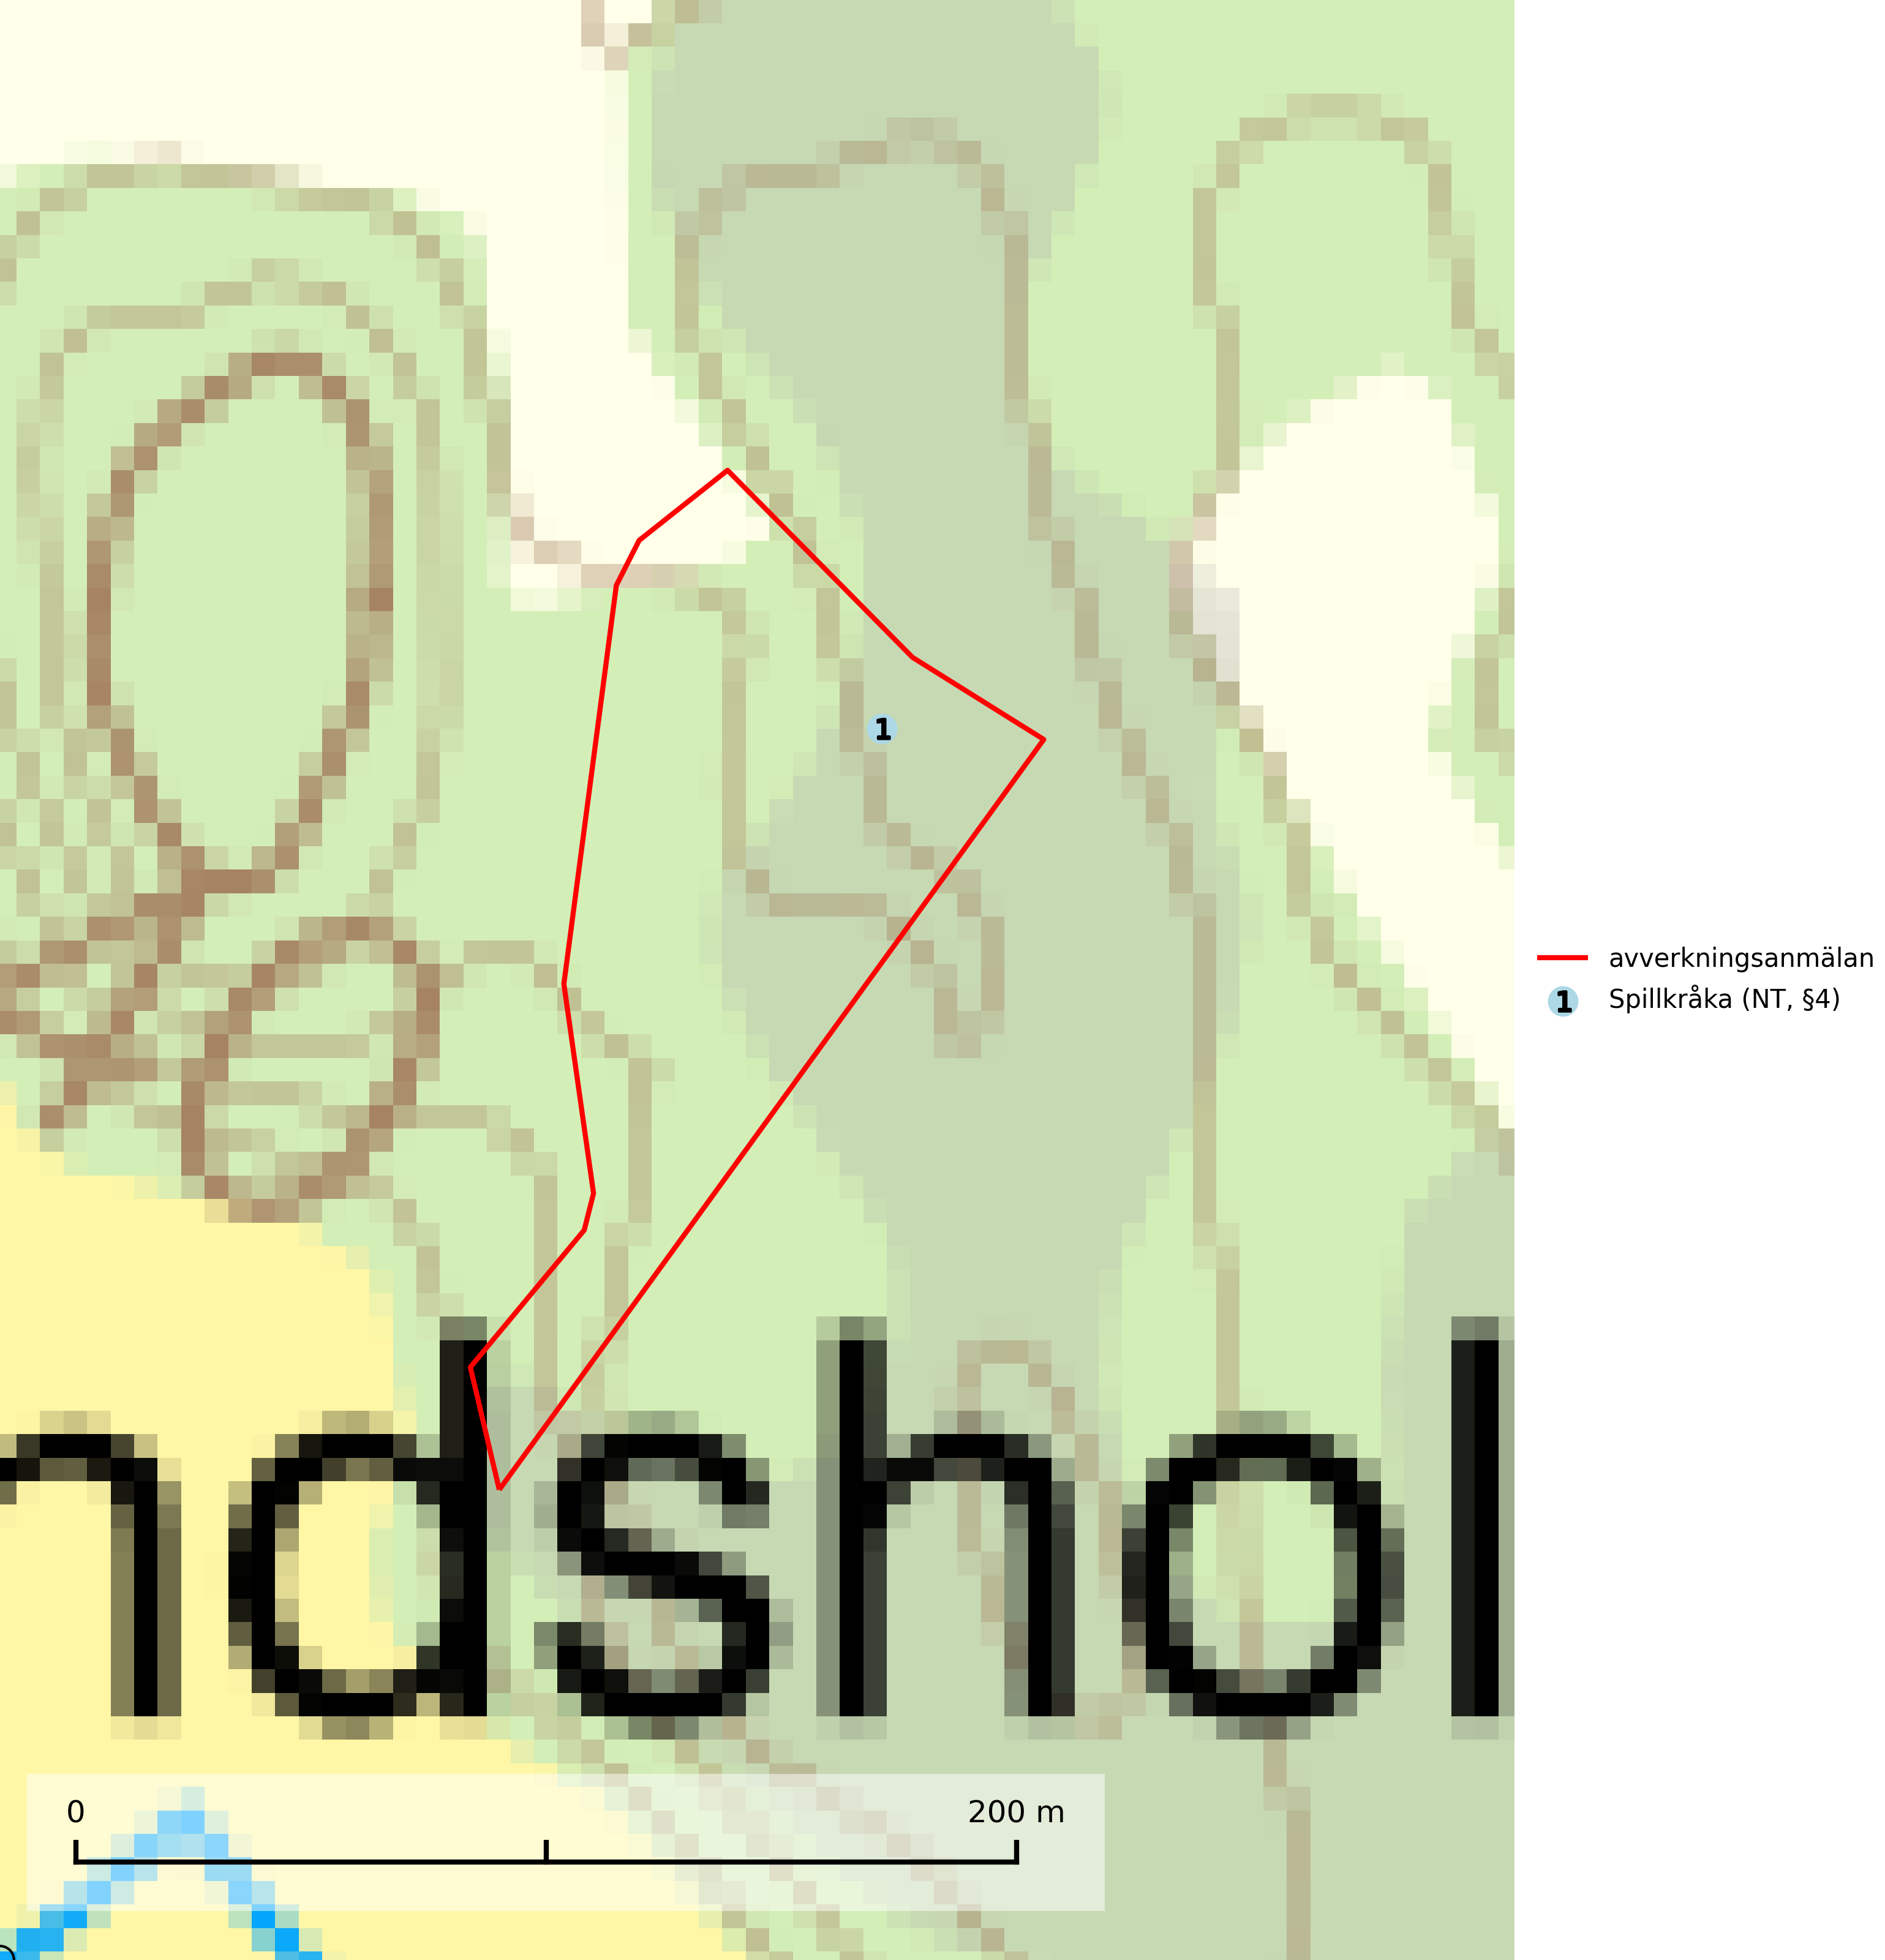 avverkningsanmälan
1 Spillkråka (NT, §4)
1
ndshol
0 200 m